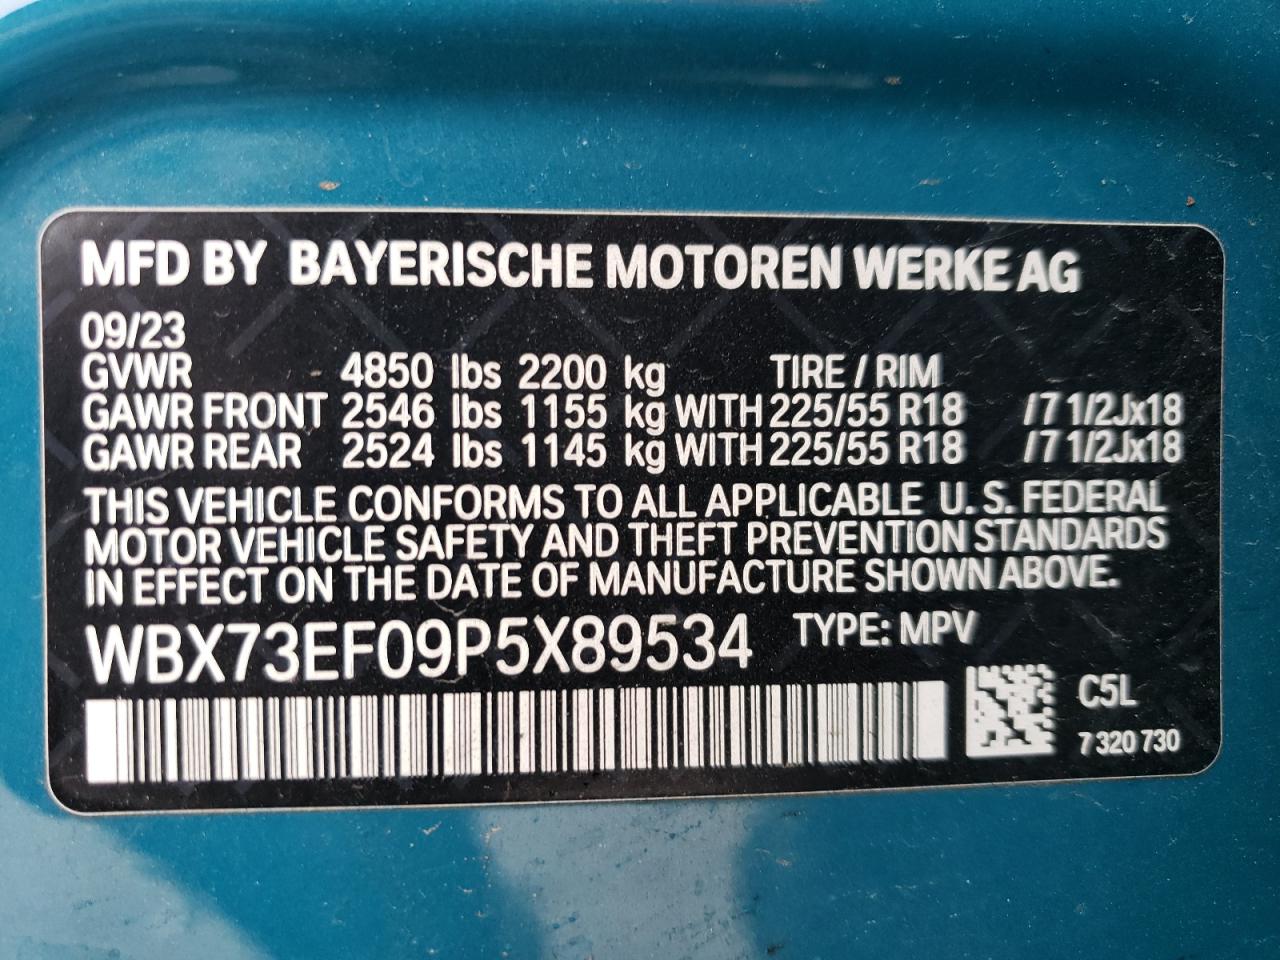 MFD BY BAYERISCHE MOTOREN WERKE AG
09/23
GVWR 4850 lbs 2200 kg TIRE / RIM
GAWR FRONT 2546 lbs 1155 kg WITH 225/55 R18 /7 1/2Jx18
GAWR REAR 2524 lbs 1145 kg WITH 225/55 R18 /7 1/2Jx18
THIS VEHICLE CONFORMS TO ALL APPLICABLE U. S. FEDERAL
MOTOR VEHICLE SAFETY AND THEFT PREVENTION STANDARDS
IN EFFECT ON THE DATE OF MANUFACTURE SHOWN ABOVE.
WBX73EF09P5X89534 TYPE: MPV
C5L
7 320 730